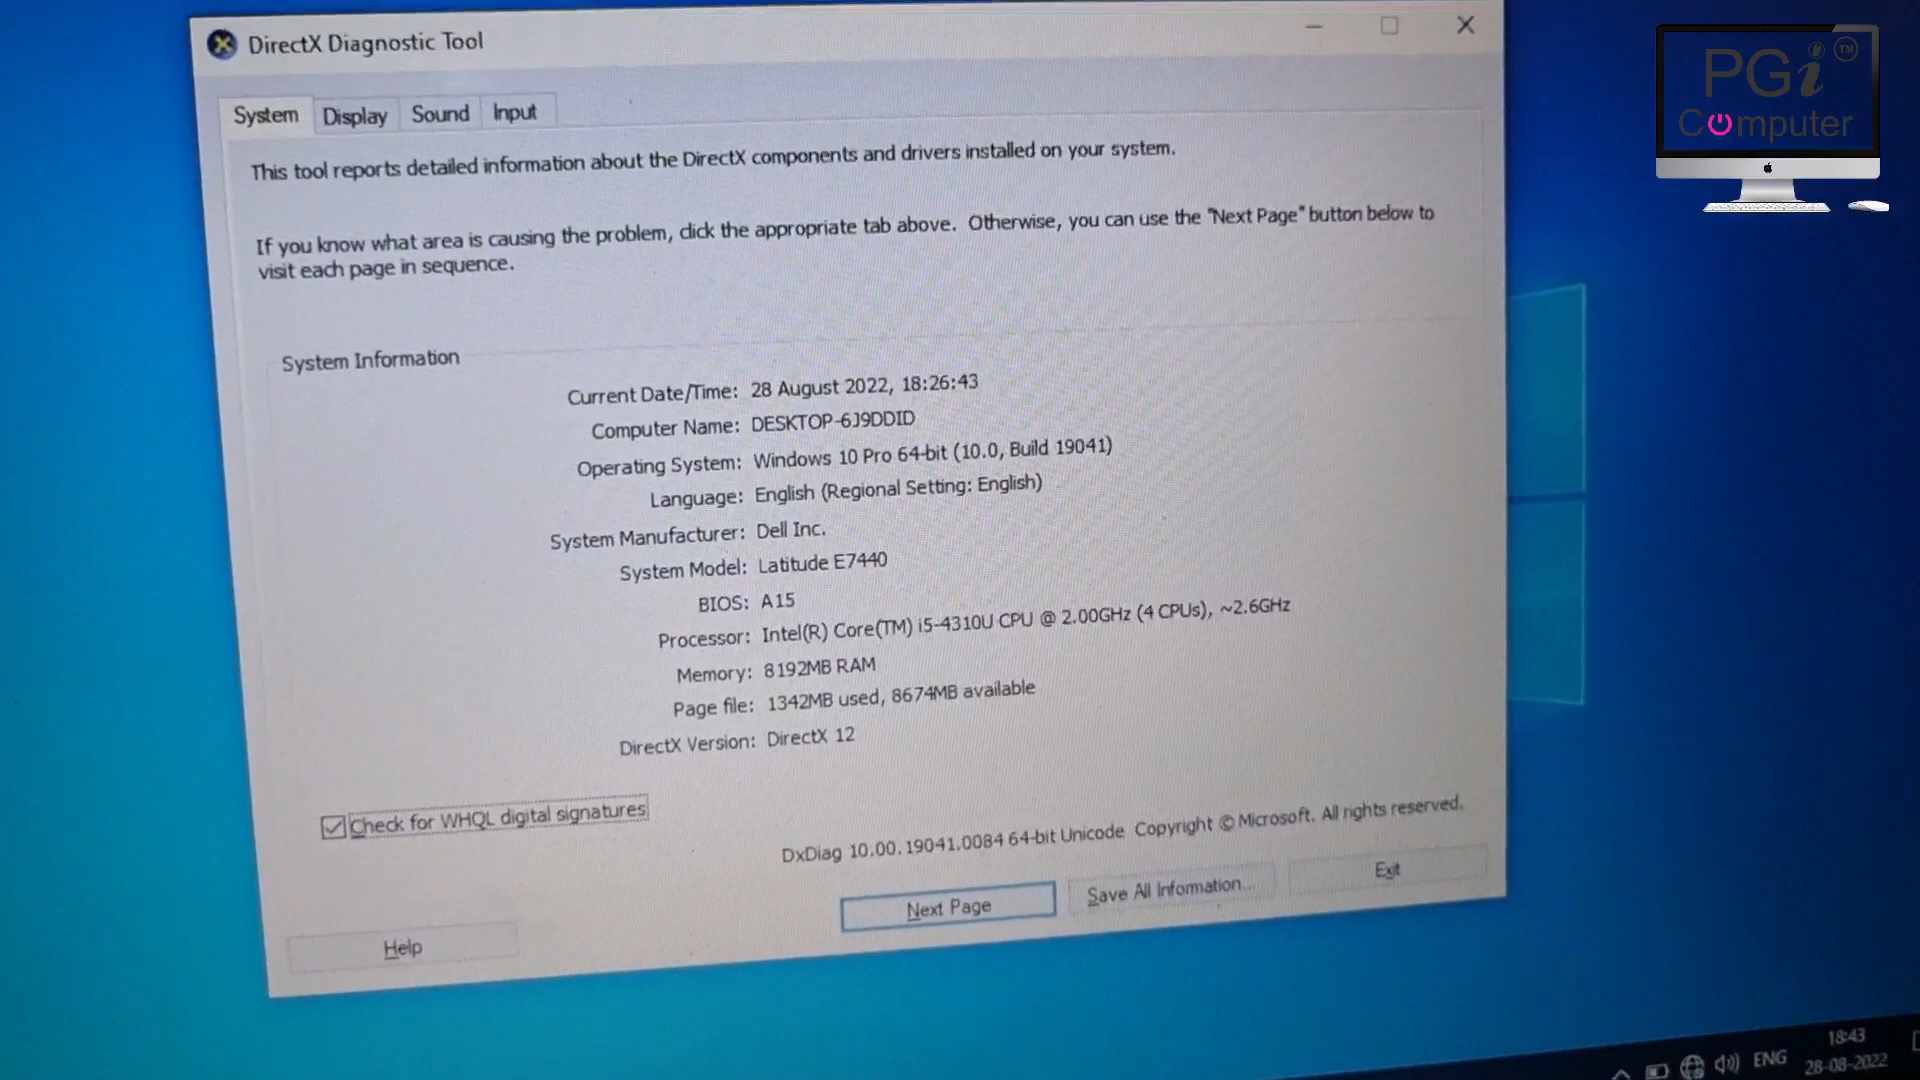 DirectX Diagnostic Tool
System Display Sound Input
This tool reports detailed information about the DirectX components and drivers installed on your system.
If you know what area is causing the problem, click the appropriate tab above. Otherwise, you can use the "Next Page" button below to
visit each page in sequence.
System Information
Current Date/Time: 28 August 2022, 18:26:43
Computer Name: DESKTOP-6J9DDID
Operating System: Windows 10 Pro 64-bit (10.0, Build 19041)
Language: English (Regional Setting: English)
System Manufacturer: Dell Inc.
System Model: Latitude E7440
BIOS: A15
Processor: Intel(R) Core(TM) i5-4310U CPU @ 2.00GHz (4 CPUs), ~2.6GHz
Memory: 8192MB RAM
Page file: 1342MB used, 8674MB available
DirectX Version: DirectX 12
Check for WHQL digital signatures
DxDiag 10.00.19041.0084 64-bit Unicode Copyright © Microsoft. All rights reserved.
Help Next Page Save All Information... Exit
PGi TM
Computer
ENG 18:43
28-08-2022